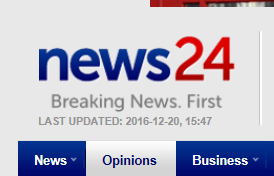 news24
Breaking News. First
LAST UPDATED: 2016-12-20, 15:47
News Opinions Business